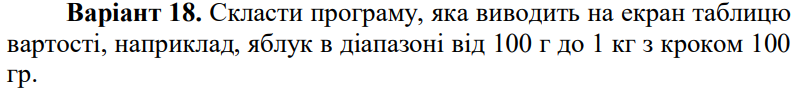 Варіант 18. Скласти програму, яка виводить на екран таблицю
вартості, наприклад, яблук в діапазоні від 100 г до 1 кг з кроком 100
гр.